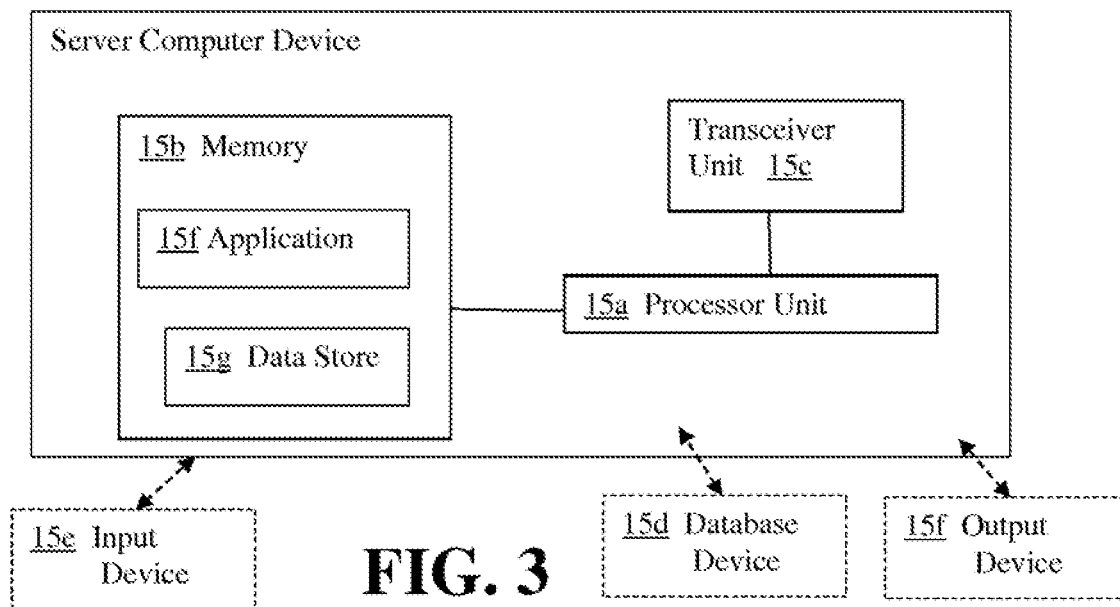 Server Computer Device
15b Memory
15f Application
15g Data Store
Transceiver
Unit 15c
15a Processor Unit
15e Input
Device
FIG. 3
15d Database
Device
15f Output
Device